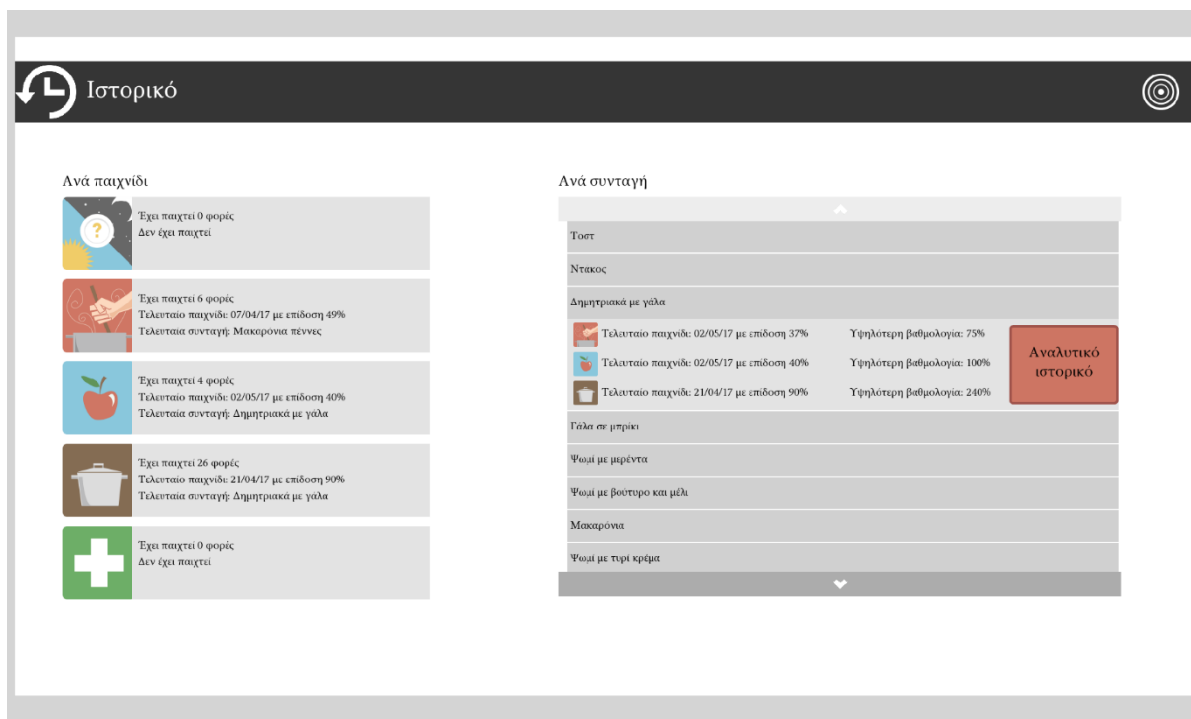 Ιστορικό
Ανά παιχνίδι
Έχει παιχτεί 0 φορές
Δεν έχει παιχτεί
Έχει παιχτεί 6 φορές
Τελευταίο παιχνίδι: 07/04/17 με επίδοση 49%
Τελευταία συνταγή: Μακαρόνια πέννες
Έχει παιχτεί 4 φορές
Τελευταίο παιχνίδι: 02/05/17 με επίδοση 40%
Τελευταία συνταγή: Δημητριακά με γάλα
Έχει παιχτεί 26 φορές
Τελευταίο παιχνίδι: 21/04/17 με επίδοση 90%
Τελευταία συνταγή: Δημητριακά με γάλα
Έχει παιχτεί 0 φορές
Δεν έχει παιχτεί
Ανά συνταγή
Τοστ
Ντακος
Δημητριακά με γάλα
Τελευταίο παιχνίδι: 02/05/17 με επίδοση 37% Υψηλότερη βαθμολογία: 75%
Τελευταίο παιχνίδι: 02/05/17 με επίδοση 40% Υψηλότερη βαθμολογία: 100%
Τελευταίο παιχνίδι: 21/04/17 με επίδοση 90% Υψηλότερη βαθμολογία: 240%
Αναλυτικό
ιστορικό
Γάλα σε μπρίκι
Ψωμί με μερέντα
Ψωμί με βούτυρο και μέλι
Μακαρόνια
Ψωμί με τυρί κρέμα